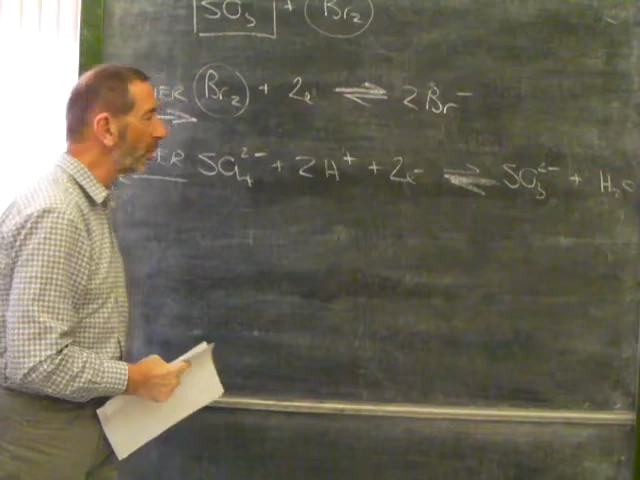 SO₃ + Br₂
Br₂ + 2e ⇌ 2Br⁻
SO₄²⁻ + 2H⁺ + 2e⁻ ⇌ SO₃²⁻ + H₂O